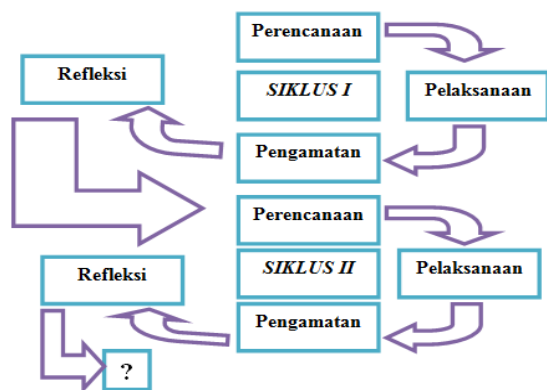 Perencanaan
Refleksi
SIKLUS I
Pelaksanaan
Pengamatan
Perencanaan
Refleksi
SIKLUS II
Pelaksanaan
Pengamatan
?